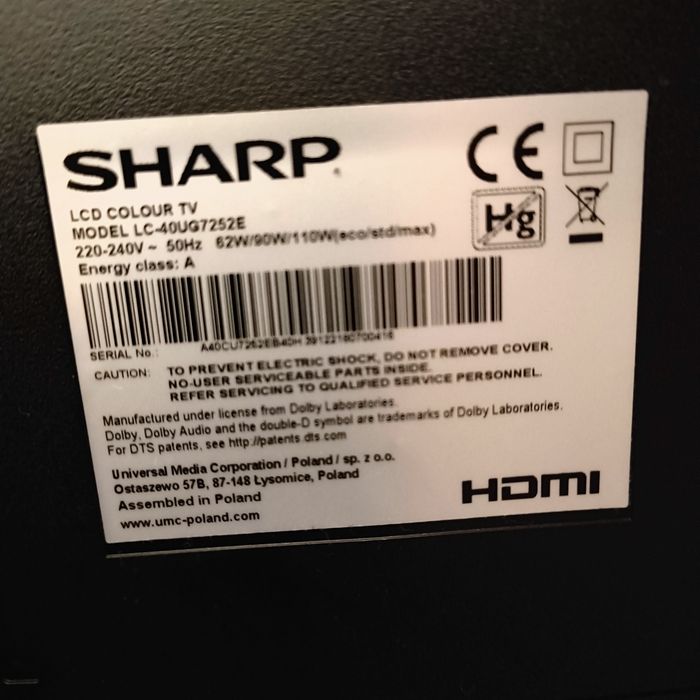 SHARP
CE
LCD COLOUR TV
MODEL LC-40UG7252E
220-240V ~ 50Hz 62W/90W/110W(eco/std/max)
Energy class: A
Hg
SERIAL No.:
CAUTION: TO PREVENT ELECTRIC SHOCK, DO NOT REMOVE COVER.
NO-USER SERVICEABLE PARTS INSIDE.
REFER SERVICING TO QUALIFIED SERVICE PERSONNEL.
Manufactured under license from Dolby Laboratories.
Dolby, Dolby Audio and the double-D symbol are trademarks of Dolby Laboratories.
For DTS patents, see http://patents.dts.com
Universal Media Corporation / Poland / sp. z o.o.
Ostaszewo 57B, 87-148 Łysomice, Poland
Assembled in Poland
www.umc-poland.com
HDMI